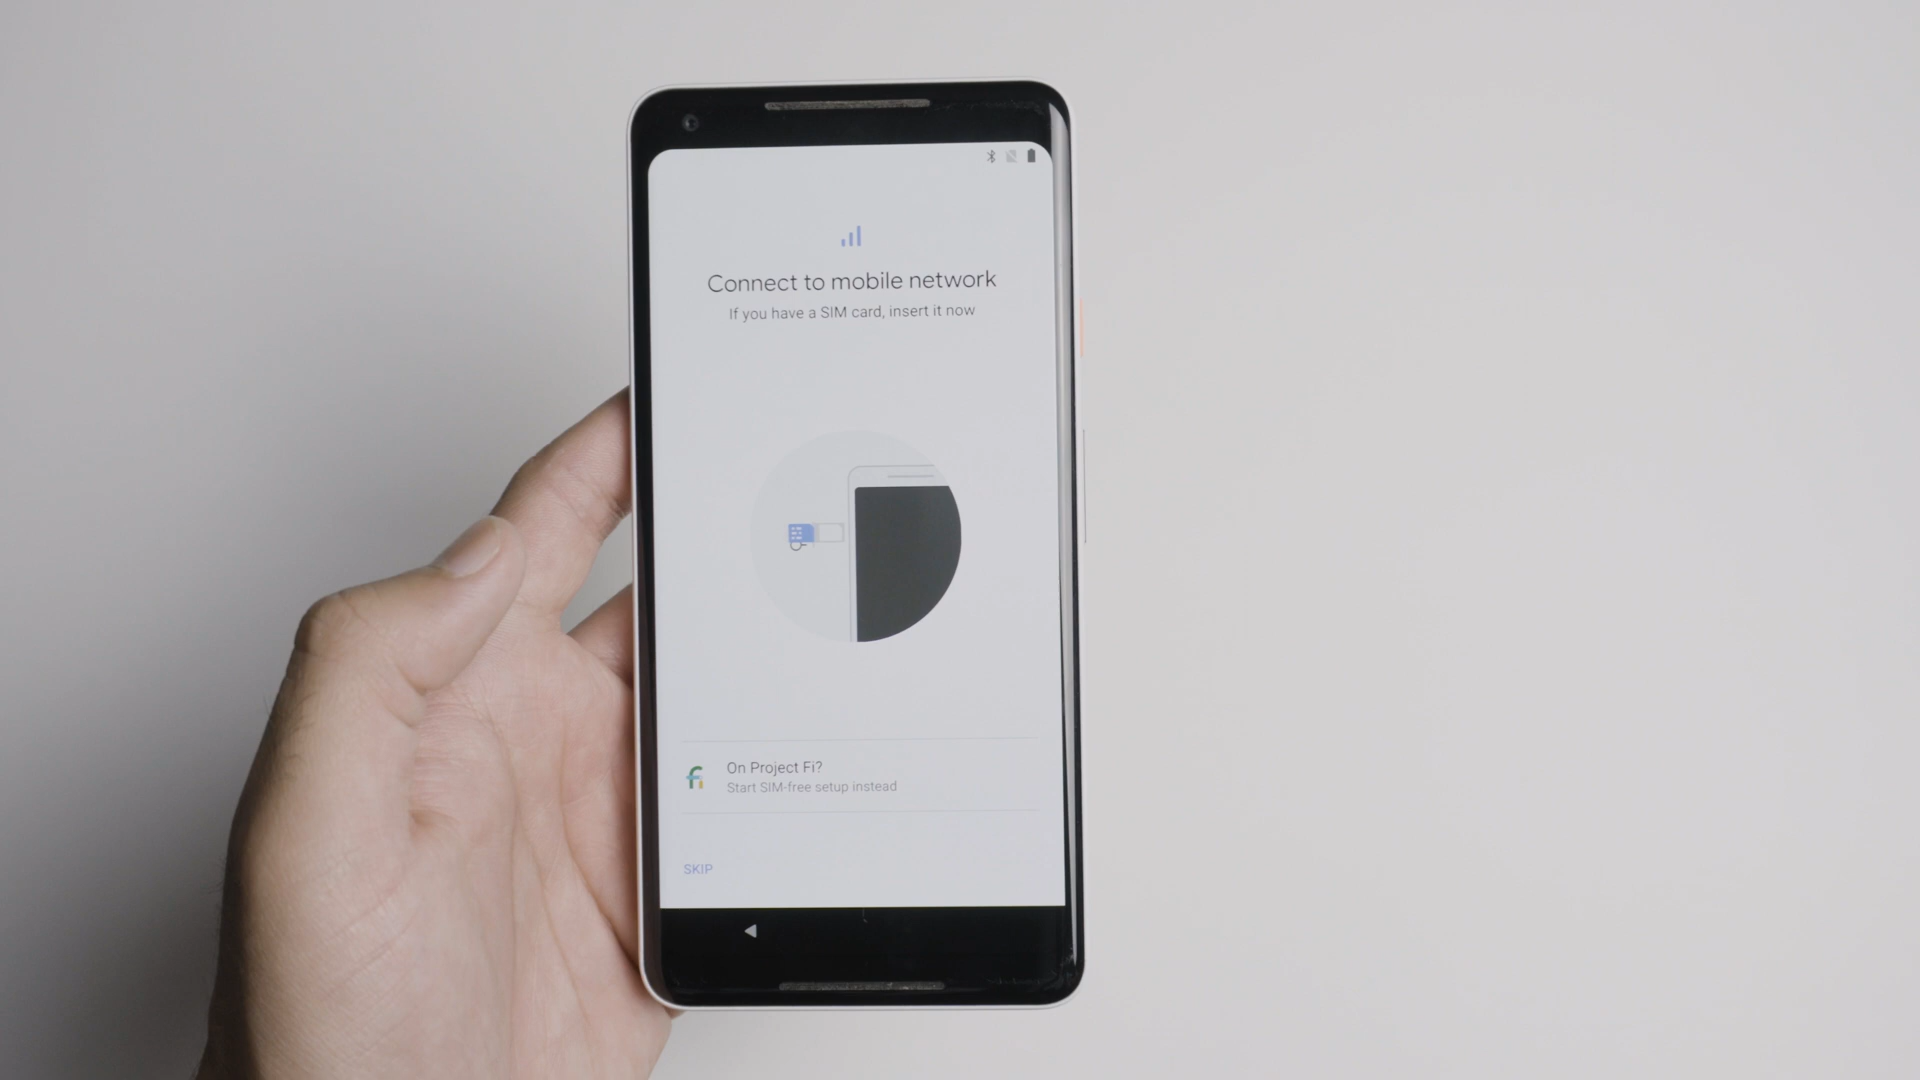 Connect to mobile network
If you have a SIM card, insert it now
On Project Fi?
Start SIM-free setup instead
SKIP